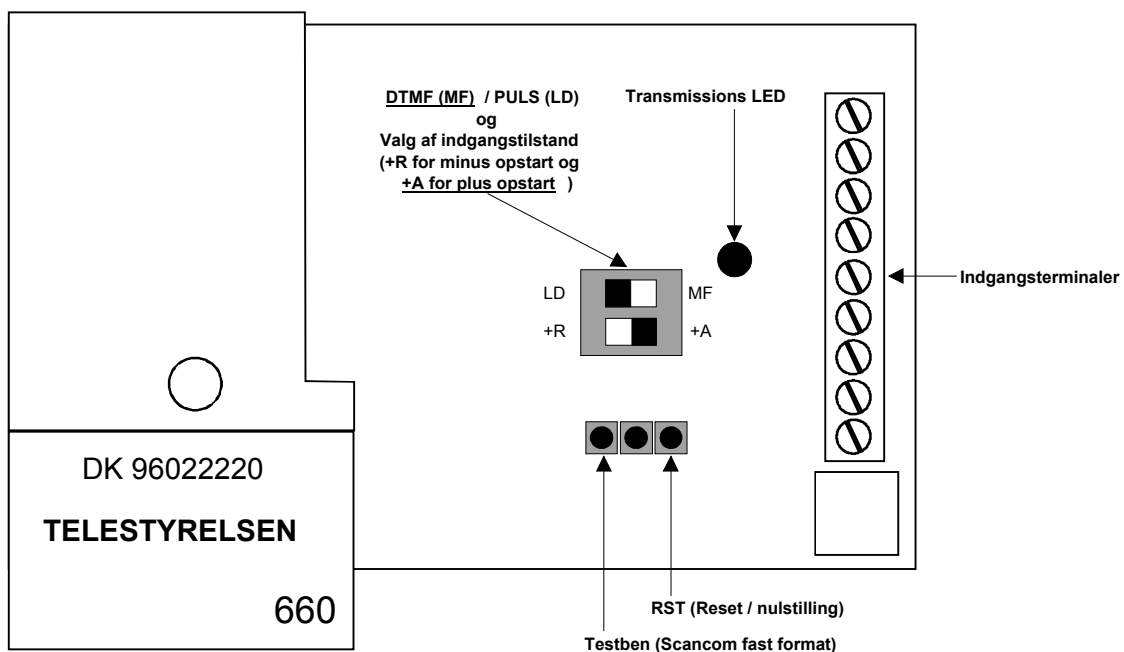 DTMF (MF) / PULS (LD)
og
Valg af indgangstilstand
(+R for minus opstart og
+A for plus opstart )
Transmissions LED
Indgangsterminaler
LD
MF
+R
+A
DK 96022220
TELESTYRELSEN
660
RST (Reset / nulstilling)
Testben (Scancom fast format)